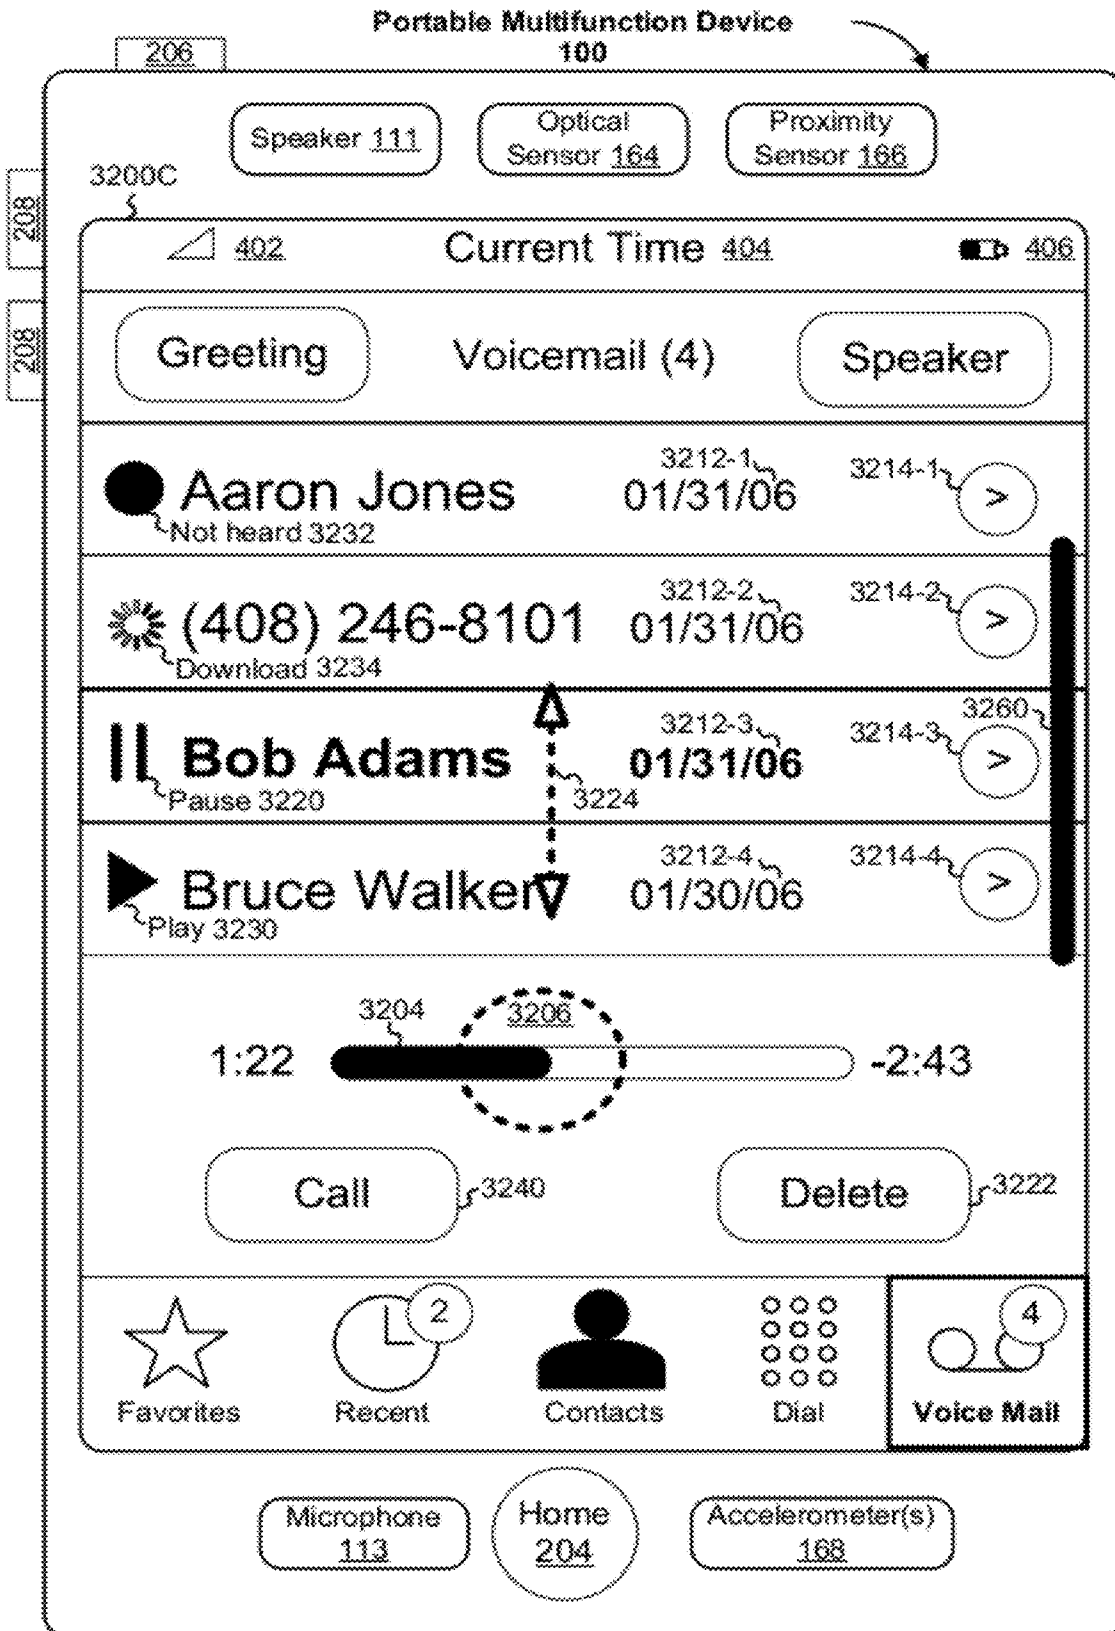 Portable Multifunction Device
100
206
Speaker 111
Optical
Sensor 164
Proximity
Sensor 166
3200C
208
208
402
Current Time 404
406
Greeting
Voicemail (4)
Speaker
Aaron Jones
Not heard 3232
3212-1
01/31/06
3214-1
>
(408) 246-8101
Download 3234
3212-2
01/31/06
3214-2
>
Bob Adams
Pause 3220
3224
3212-3
01/31/06
3214-3
3260
>
Bruce Walker
Play 3230
3212-4
01/30/06
3214-4
>
3204
3206
1:22
-2:43
Call
3240
Delete
3222
2
4
Favorites
Recent
Contacts
Dial
Voice Mail
Microphone
113
Home
204
Accelerometer(s)
168